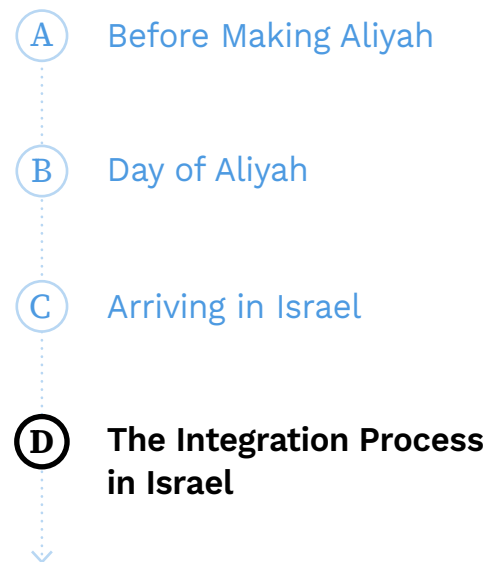 A Before Making Aliyah
B Day of Aliyah
C Arriving in Israel
D The Integration Process
in Israel